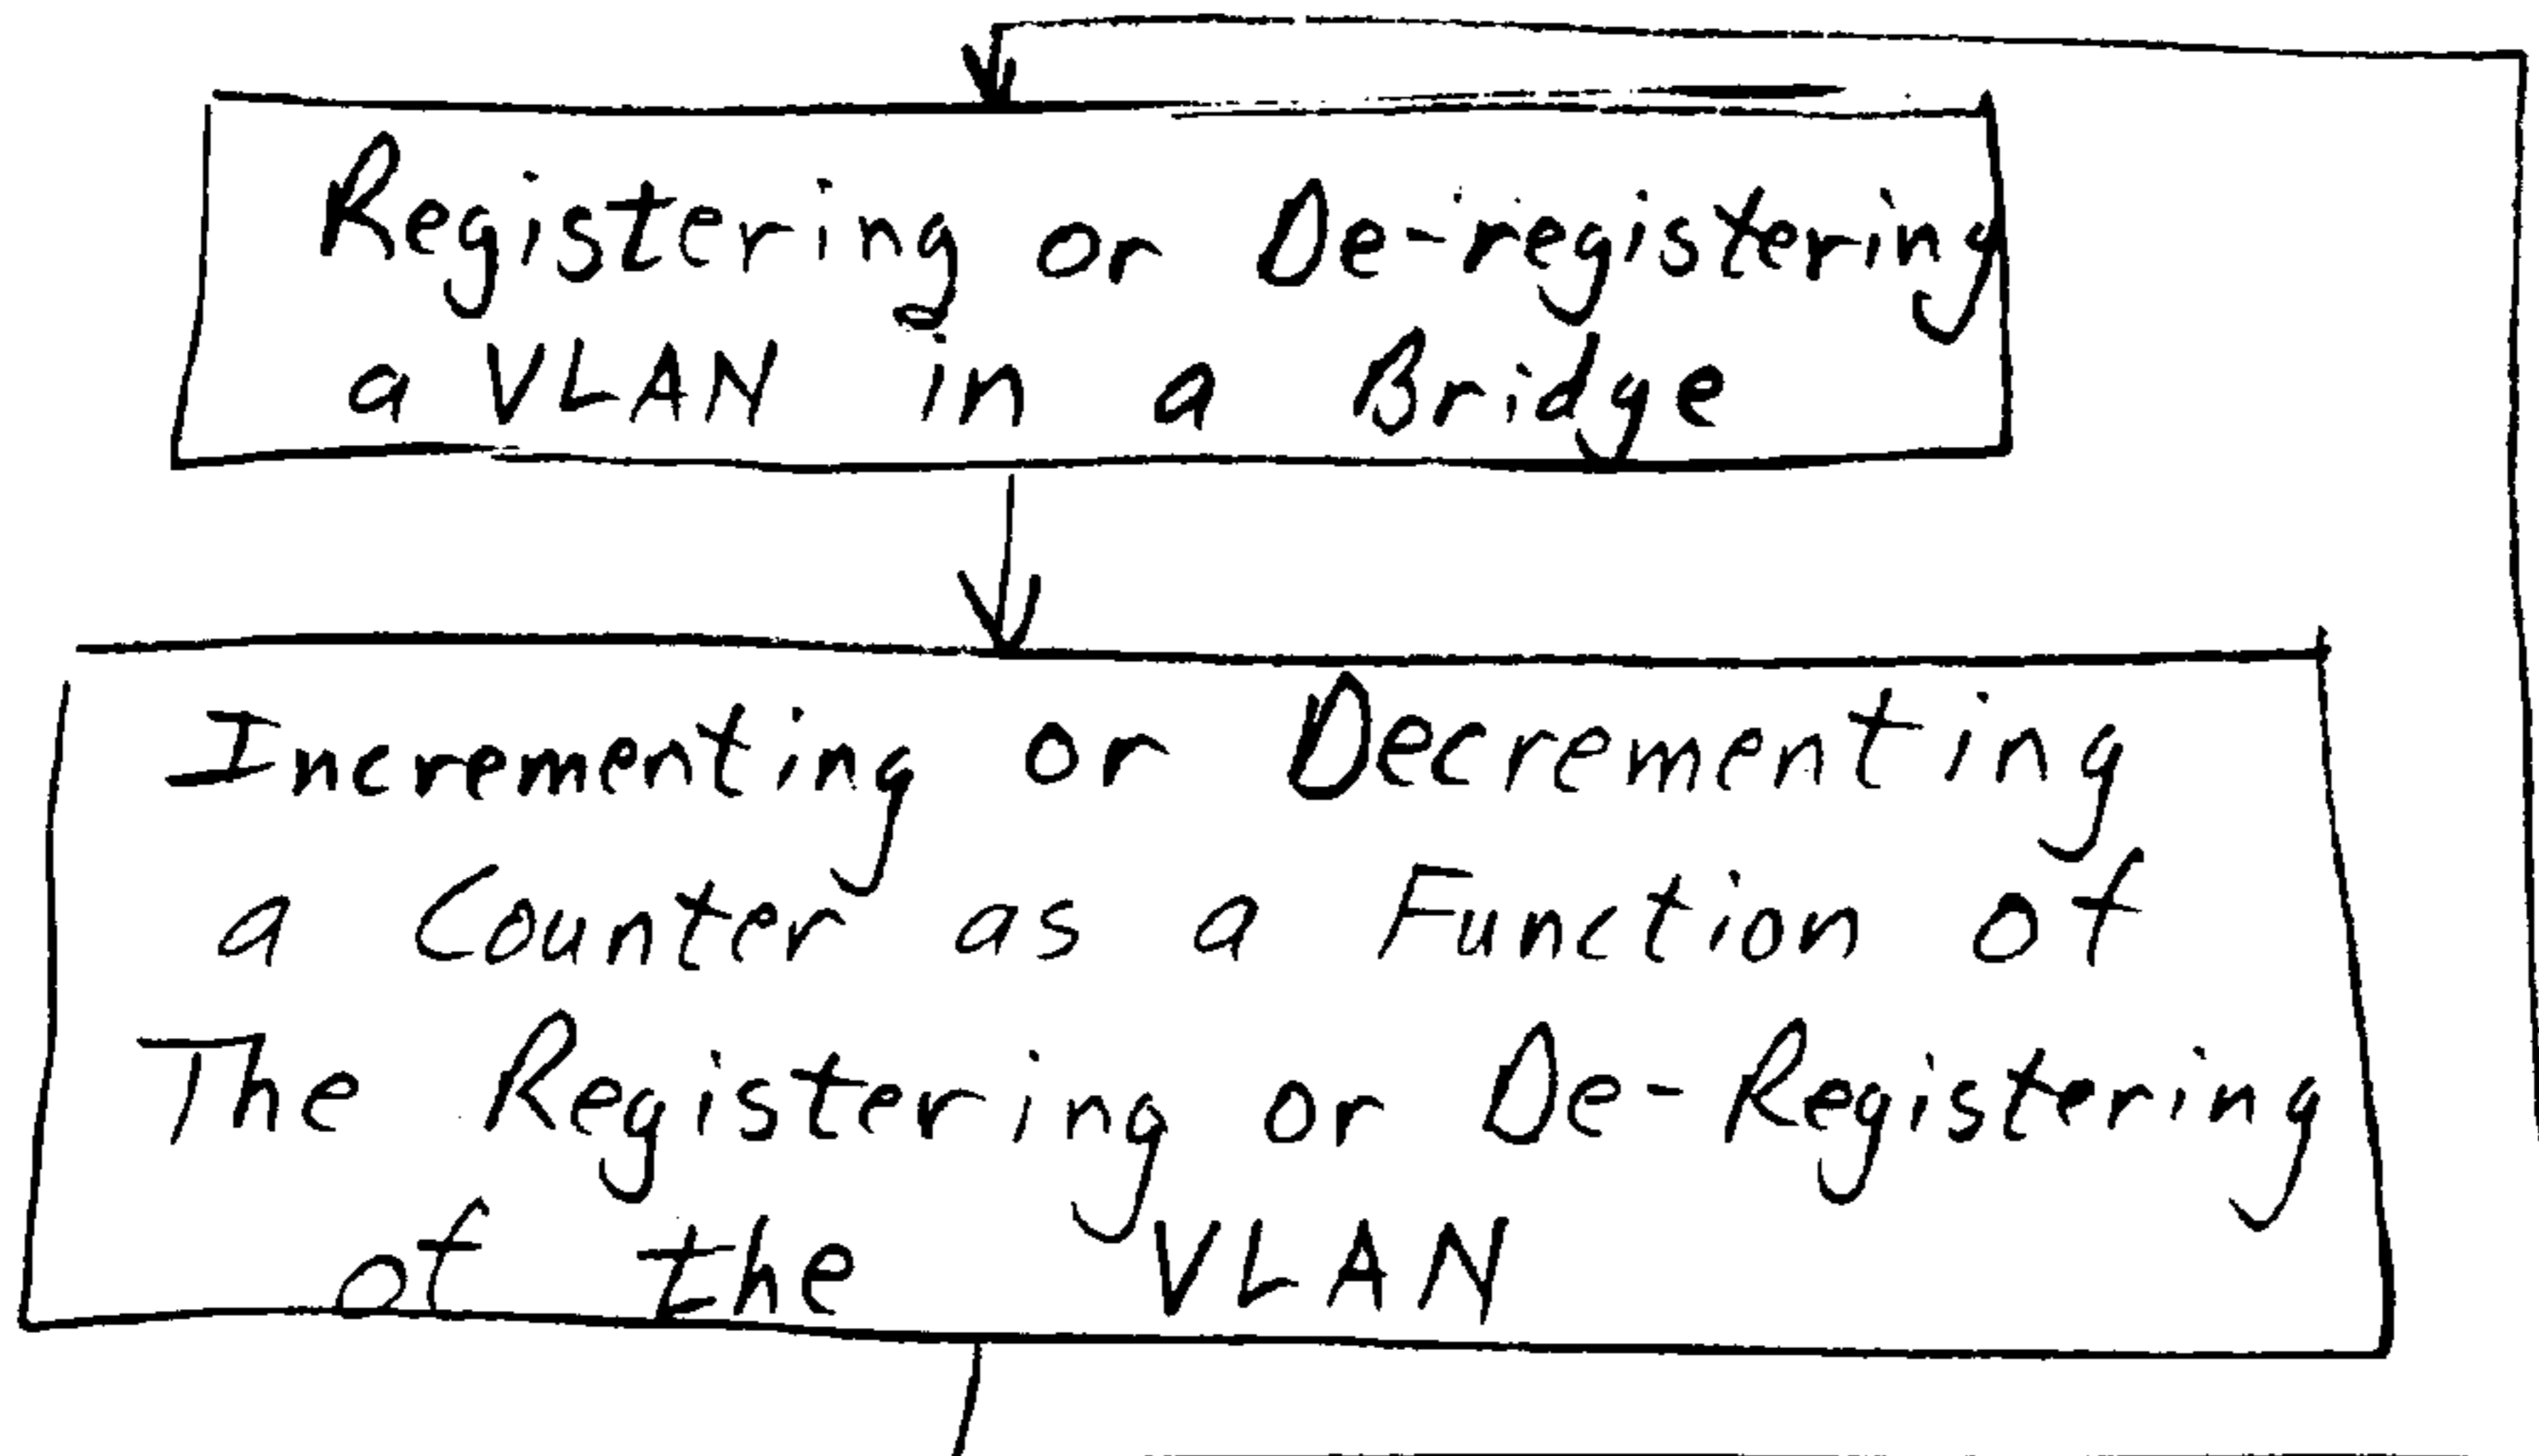 Registering or De-registering
a VLAN in a Bridge
Incrementing or Decrementing
a Counter as a Function of
The Registering or De-Registering
of the VLAN